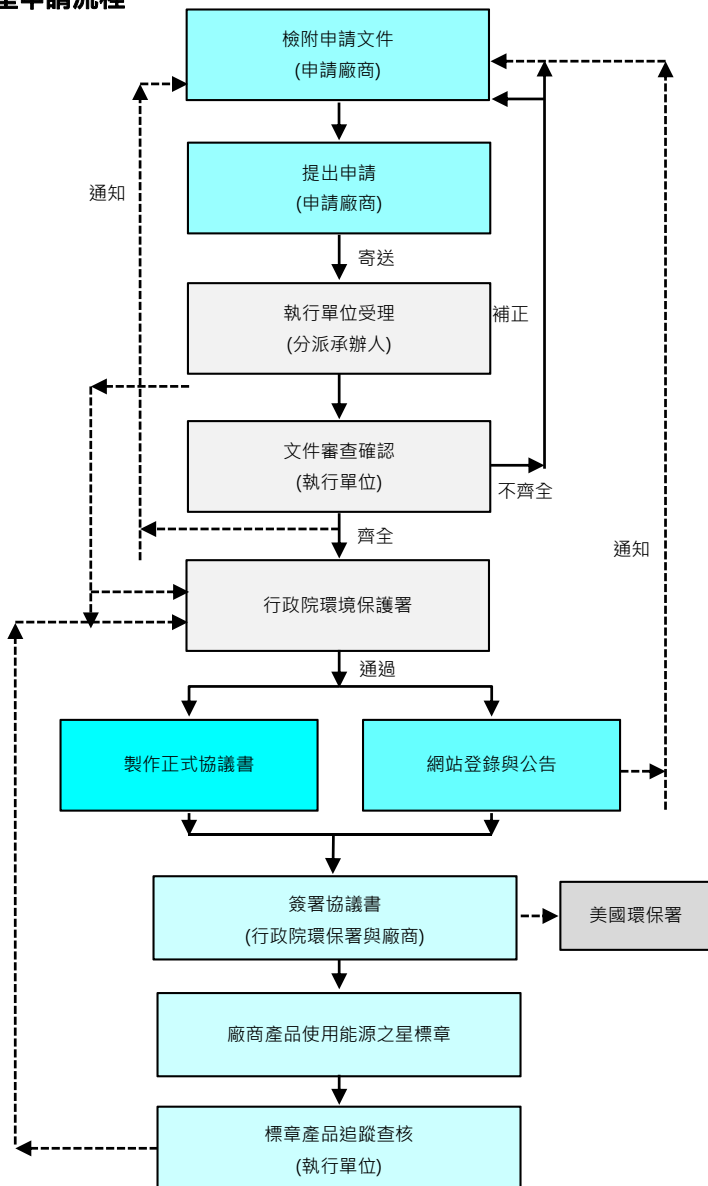 申請流程
檢附申請文件
(申請廠商)
通知
提出申請
(申請廠商)
寄送
執行單位受理
(分派承辦人)
補正
文件審查確認
(執行單位)
不齊全
齊全
通知
行政院環境保護署
通過
製作正式協議書
網站登錄與公告
簽署協議書
(行政院環保署與廠商)
美國環保署
廠商產品使用能源之星標章
標章產品追蹤查核
(執行單位)